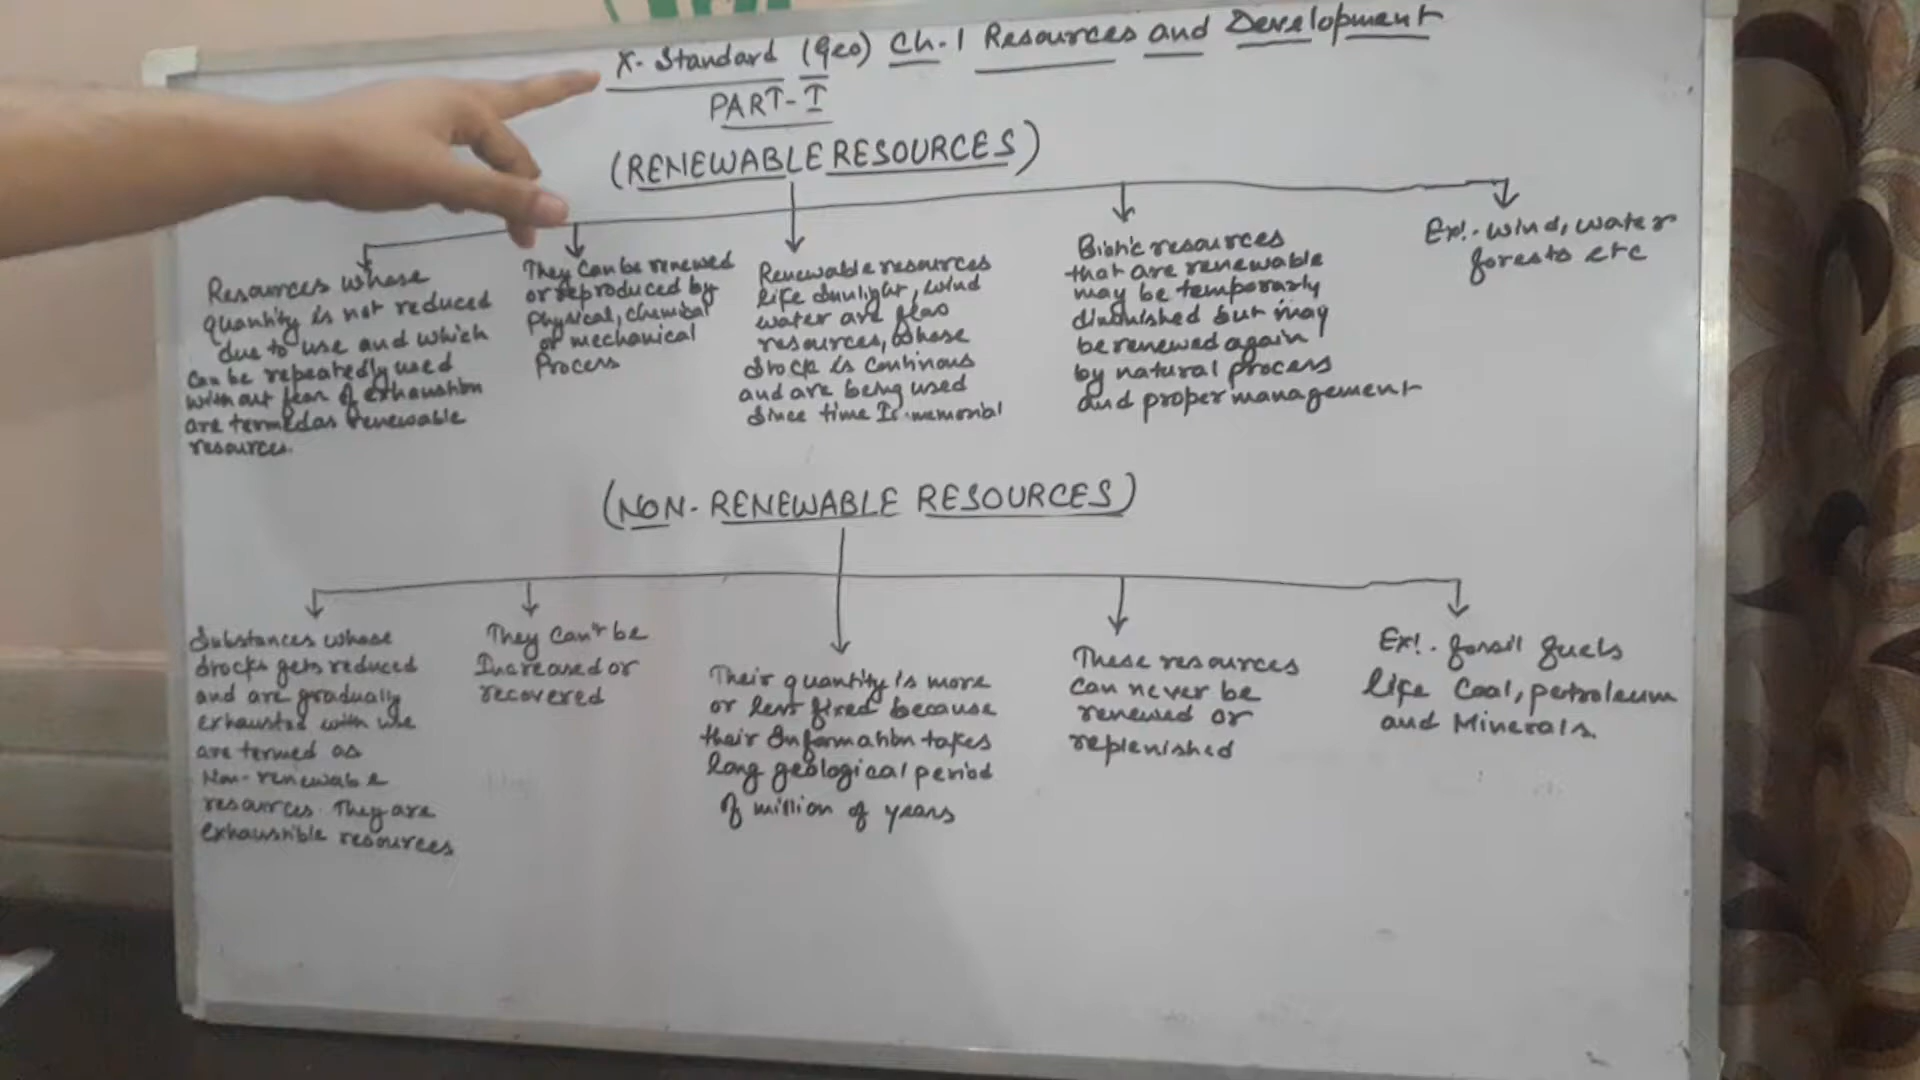 X- Standard (Geo) Ch-1 Resources and Development
PART-I
(RENEWABLE RESOURCES)
Resources whose
quantity is not reduced
due to use and which
can be repeatedly used
without fear of exhaustion
are termed as renewable
resources.
They can be renewed
or reproduced by
Physical, chemical
or mechanical
Process
Renewable resources
like sunlight, wind
water are flao
resources, whose
stock is continous
and are being used
since time Immemorial
Biotic resources
that are renewable
may be temporarly
diminished but may
be renewed again
by natural process
and proper management
Ex!.- wind, water
forests etc
(NON- RENEWABLE RESOURCES)
Substances whose
stocks gets reduced
and are gradually
exhausted with use
are termed as
Non-renewable
resources. They are
exhaustible resources
They can't be
Increased or
recovered
Their quantity is more
or less fixed because
their Information takes
long geological period
of million of years
These resources
can never be
renewed or
replenished
Ex!.- fossil fuels
like Coal, petroleum
and Minerals.